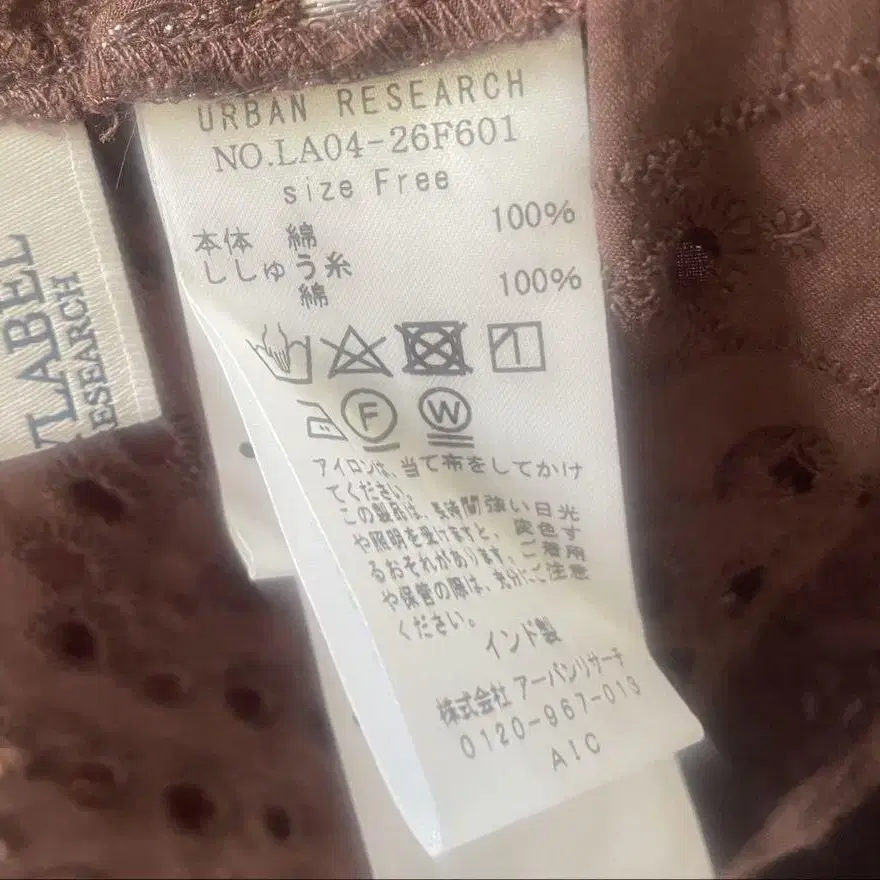 URBAN RESEARCH
NO.LA04-26F601
size Free
本体 綿 100%
ししゅう糸
綿 100%
F W
アイロンは、当て布をしてかけ
てください。
この製品は、長時間強い日光
や照明を受けますと、変色す
るおそれがあります。ご着用
や保管の際は、充分にご注意
ください。
インド製
株式会社 アーバンリサーチ
0120-967-013
AIC
LABEL
RESEARCH